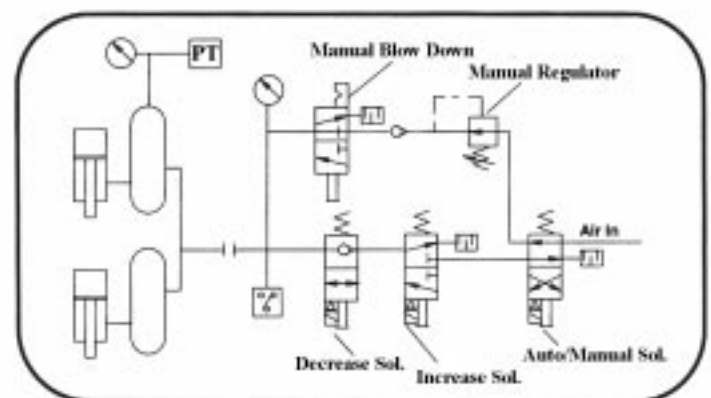 PT
Manual Blow Down
Manual Regulator
Air In
Decrease Sol.
Increase Sol.
Auto/Manual Sol.